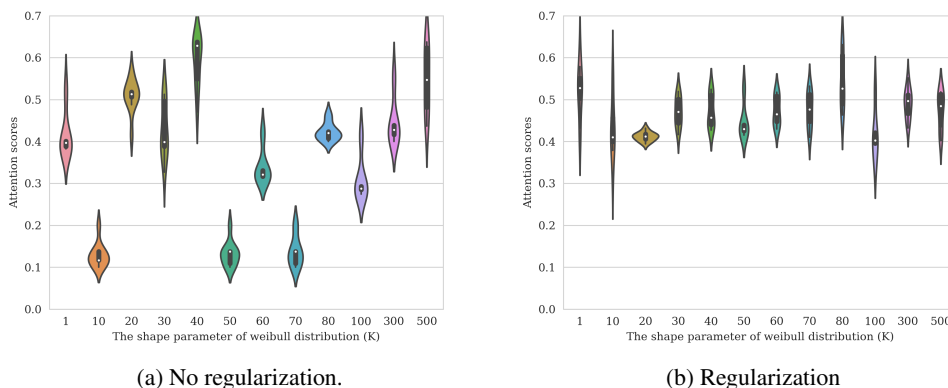 0.7
0.6
0.5
0.4
0.3
0.2
0.1
0.0
Attention scores
1 10 20 30 40 50 60 70 80 100 300 500
The shape parameter of weibull distribution (K)
(a) No regularization.
0.7
0.6
0.5
0.4
0.3
0.2
0.1
0.0
Attention scores
1 10 20 30 40 50 60 70 80 100 300 500
The shape parameter of weibull distribution (K)
(b) Regularization